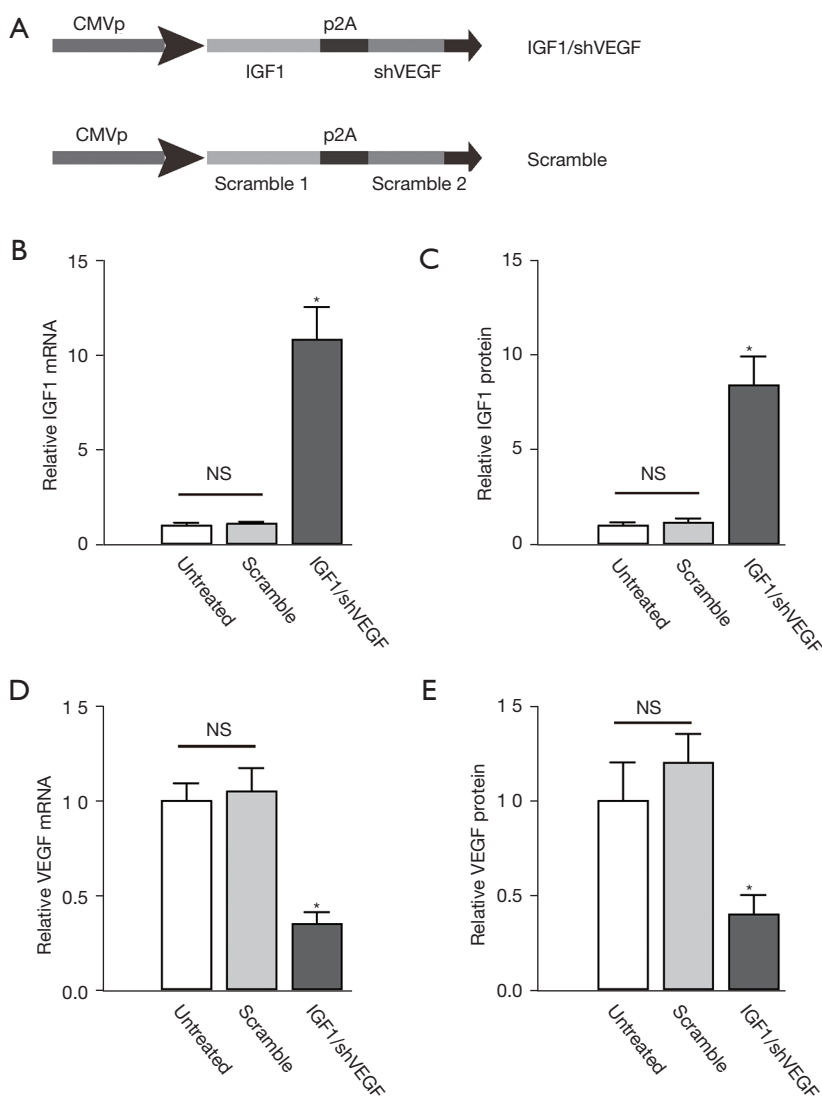 A
CMVp
p2A
IGF1
shVEGF
IGF1/shVEGF
CMVp
p2A
Scramble 1
Scramble 2
Scramble
B
Relative IGF1 mRNA
15
10
5
0
NS
*
Untreated
Scramble
IGF1/shVEGF
C
Relative IGF1 protein
15
10
5
0
NS
*
Untreated
Scramble
IGF1/shVEGF
D
Relative VEGF mRNA
1 5
1 0
0.5
0.0
NS
*
Untreated
Scramble
IGF1/shVEGF
E
Relative VEGF protein
1 5
1 0
0.5
0.0
NS
*
Untreated
Scramble
IGF1/shVEGF